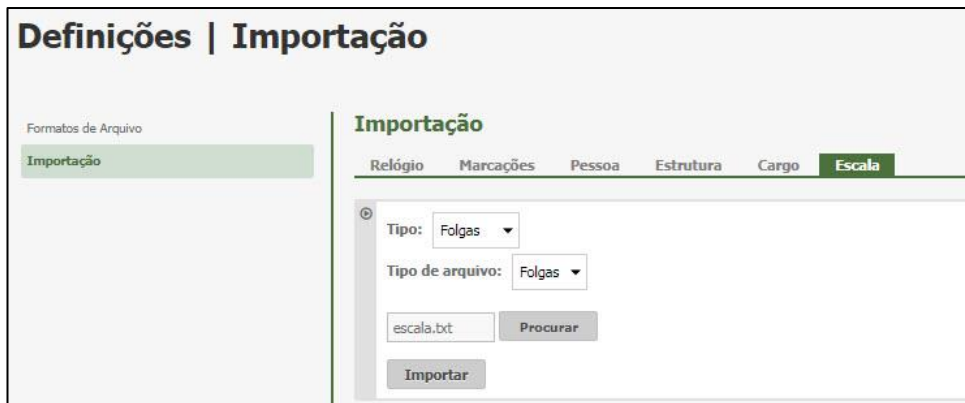 Definições | Importação
Formatos de Arquivo
Importação
Importação
Relógio Marcações Pessoa Estrutura Cargo Escala
Tipo: Folgas
Tipo de arquivo: Folgas
escala.txt Procurar
Importar